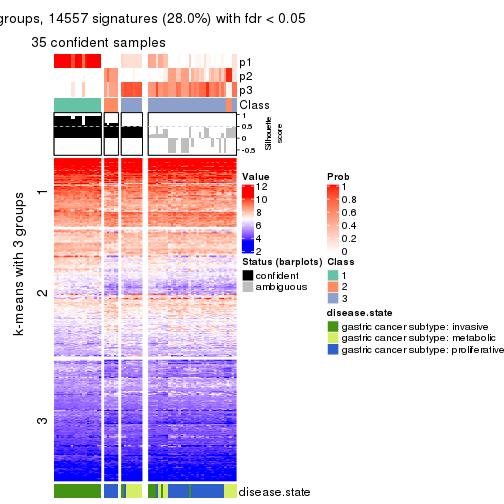 groups, 14557 signatures (28.0%) with fdr < 0.05
35 confident samples
p1
p2
p3
Class
1
0.5
0
-0.5
Silhouette
score
k-means with 3 groups
1
2
3
Value
12
10
8
6
4
2
Prob
1
0.8
0.6
0.4
0.2
0
Status (barplots)
confident
ambiguous
Class
1
2
3
disease.state
gastric cancer subtype: invasive
gastric cancer subtype: metabolic
gastric cancer subtype: proliferative
disease.state